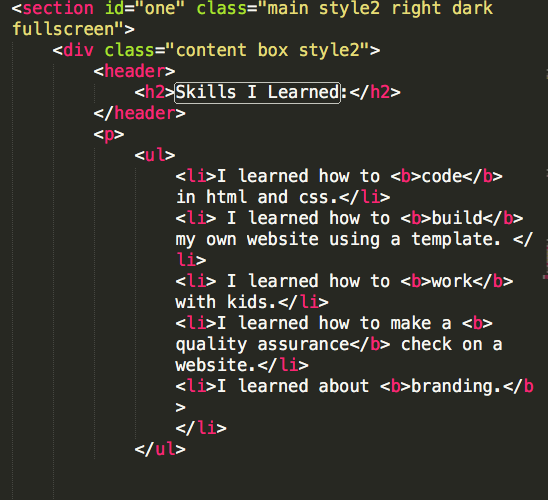 <section id="one" class="main style2 right dark
fullscreen">
<div class="content box style2">
<header>
<h2>Skills I Learned:</h2>
</header>
<p>
<ul>
<li>I learned how to <b>code</b>
in html and css.</li>
<li> I learned how to <b>build</b>
my own website using a template. </
li>
<li> I learned how to <b>work</b>
with kids.</li>
<li>I learned how to make a <b>
quality assurance</b> check on a
website.</li>
<li>I learned about <b>branding.</b
>
</li>
</ul>